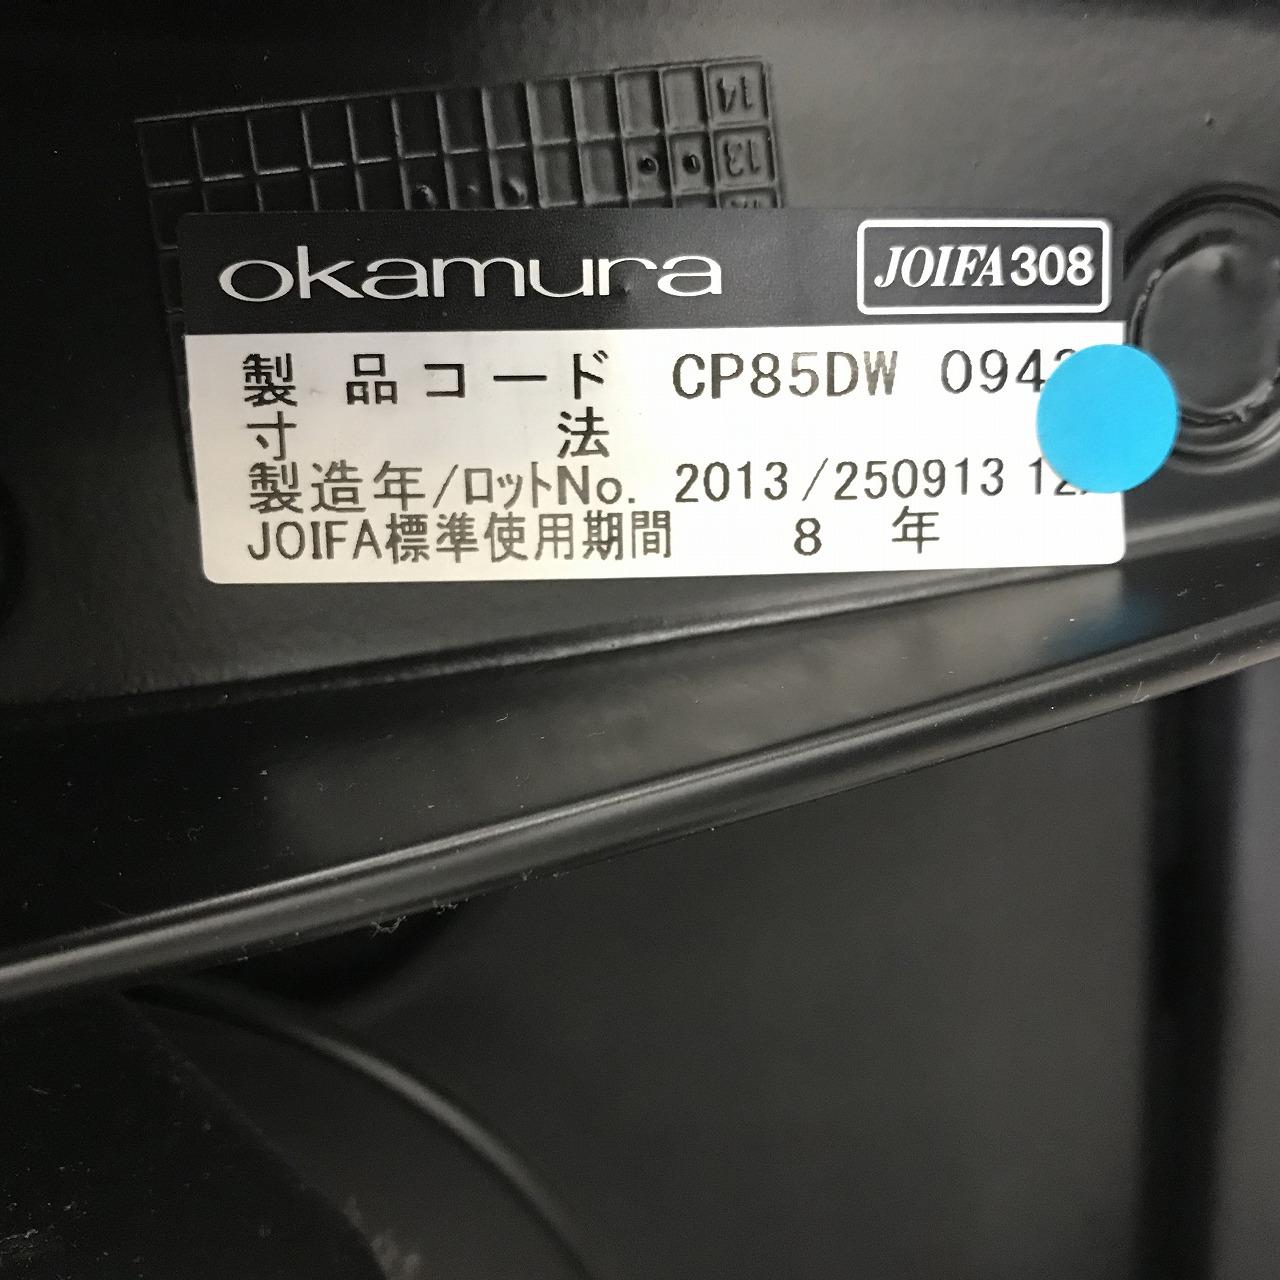 14
13
okamura
JOIFA308
製品コード CP85DW 094
寸法
製造年/ロットNo. 2013/250913 12
JOIFA標準使用期間 8 年